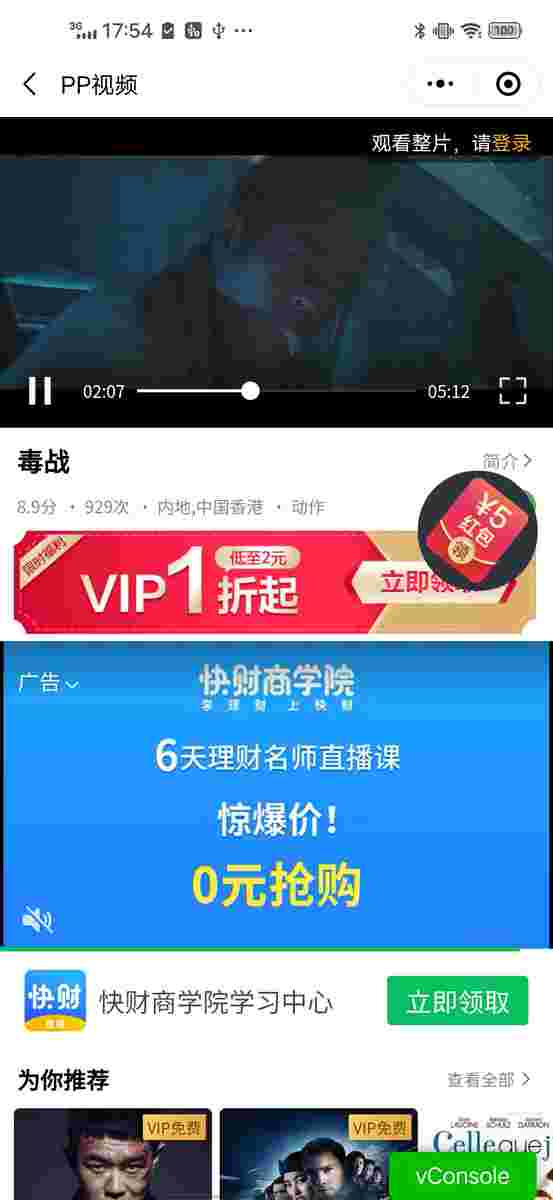 3G 17:54 100
PP视频
观看整片，请登录
02:07 05:12
毒战
简介
8.9分 · 929次 · 内地,中国香港 · 动作
¥5
红包
领
限时福利
VIP1折起
低至2元
立即领取
广告
快财商学院
学理财 上快财
6天理财名师直播课
惊爆价！
0元抢购
快财
快财商学院学习中心
立即领取
为你推荐
查看全部
VIP免费
VIP免费
vConsole